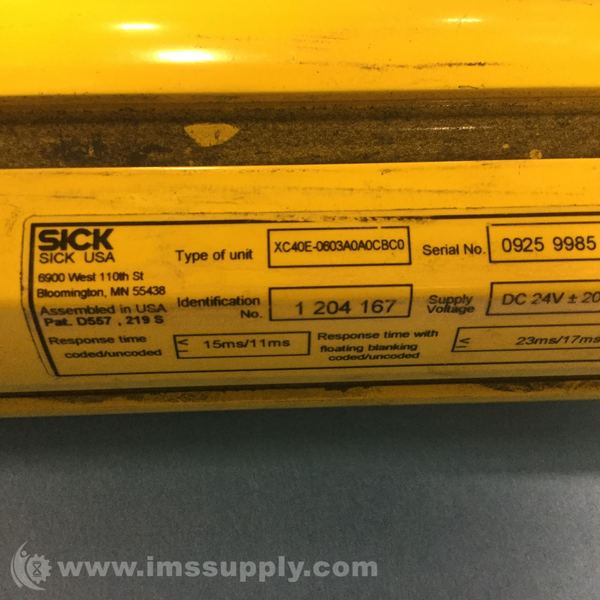 SICK
SICK USA
6900 West 110th St
Bloomington, MN 55438
Assembled in USA
Pat. D557 , 219 S
Type of unit XC40E-0603A0A0CBC0 Serial No. 0925 9985
Identification No. 1 204 167 Supply Voltage DC 24V ± 20
Response time coded/uncoded ≤ 15ms/11ms Response time with floating blanking coded/uncoded ≤ 23ms/17ms
www.imssupply.com